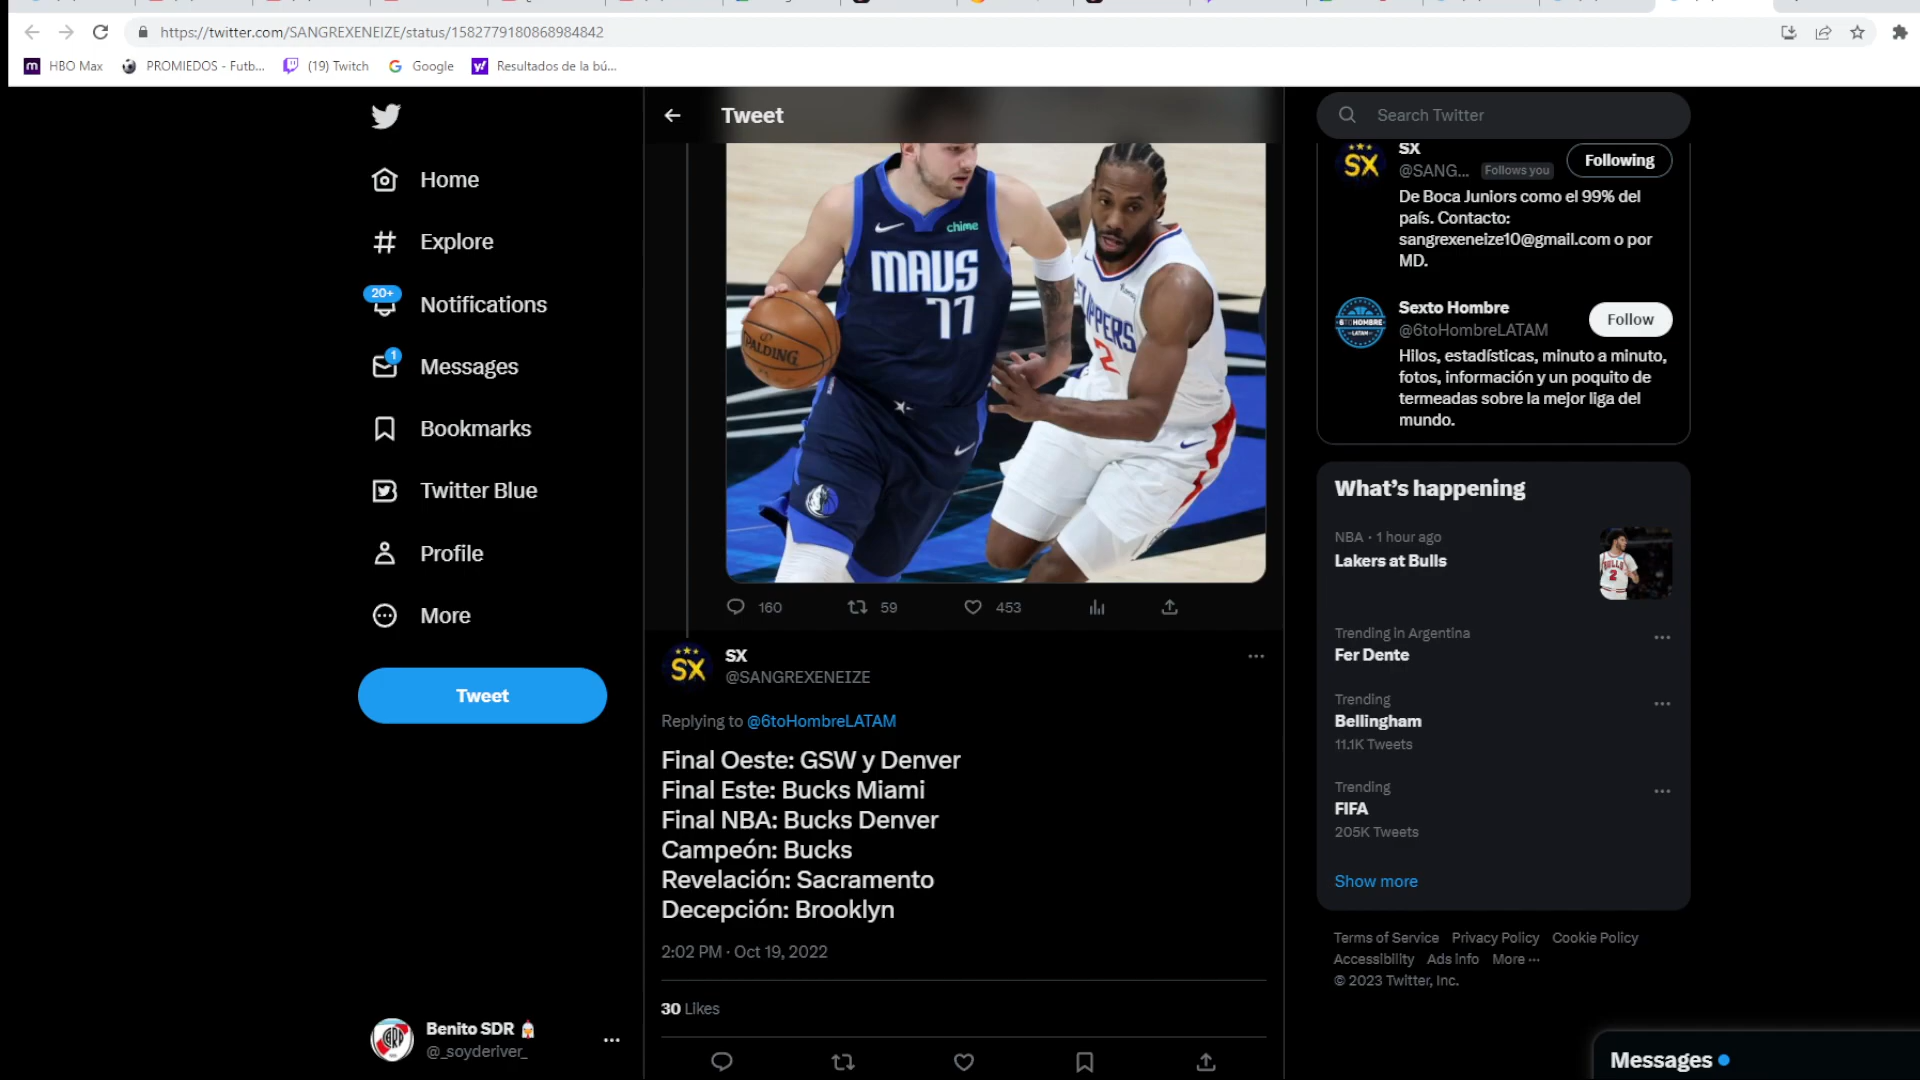 https://twitter.com/SANGREXENEIZE/status/1582779180868984842
HBO Max
PROMIEDOS - Futb...
(19) Twitch
Google
Resultados de la bú...
Home
Explore
20+
Notifications
1
Messages
Bookmarks
Twitter Blue
Profile
More
Tweet
Benito SDR
@_soyderiver_
Tweet
chime
MAVS
77
SPALDING
CLIPPERS
2
160
59
453
SX
SX
@SANGREXENEIZE
Replying to @6toHombreLATAM
Final Oeste: GSW y Denver
Final Este: Bucks Miami
Final NBA: Bucks Denver
Campeón: Bucks
Revelación: Sacramento
Decepción: Brooklyn
2:02 PM · Oct 19, 2022
30 Likes
Search Twitter
SX
SX
@SANG... Follows you
Following
De Boca Juniors como el 99% del
país. Contacto:
sangrexeneize10@gmail.com o por
MD.
6TOHOMBRE
LATAM
Sexto Hombre
@6toHombreLATAM
Follow
Hilos, estadísticas, minuto a minuto,
fotos, información y un poquito de
termeadas sobre la mejor liga del
mundo.
What's happening
NBA · 1 hour ago
Lakers at Bulls
BULLS
2
Trending in Argentina
Fer Dente
Trending
Bellingham
11.1K Tweets
Trending
FIFA
205K Tweets
Show more
Terms of Service Privacy Policy Cookie Policy
Accessibility Ads info More ...
© 2023 Twitter, Inc.
Messages